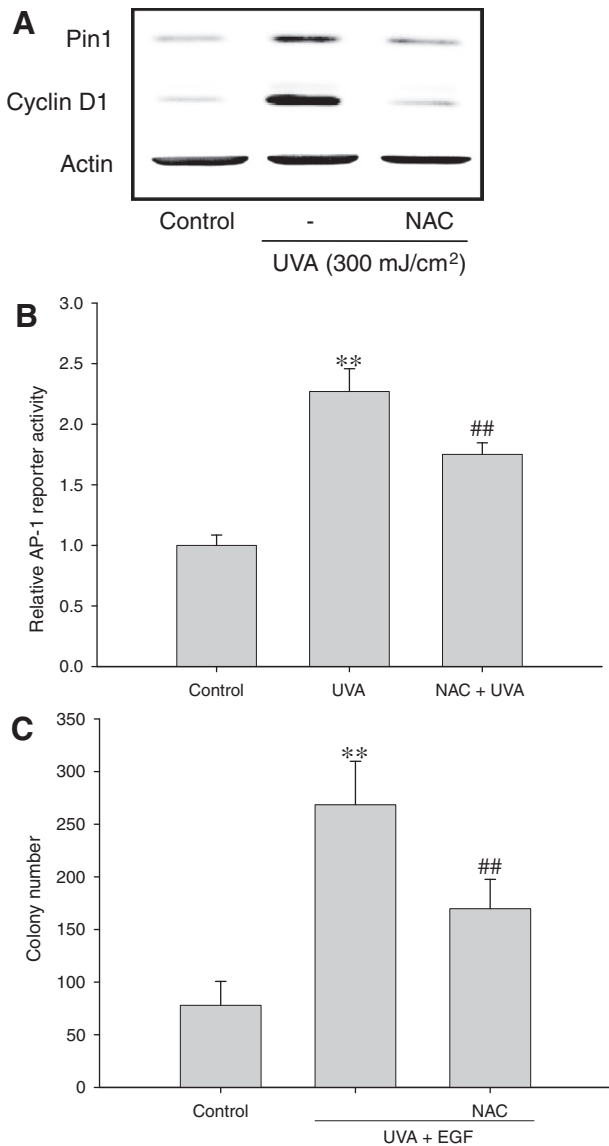 A
Pin1
Cyclin D1
Actin
Control - NAC
UVA (300 mJ/cm²)
B
Relative AP-1 reporter activity
3.0
2.5
2.0
1.5
1.0
0.5
0.0
**
##
Control UVA NAC + UVA
C
Colony number
350
300
250
200
150
100
50
0
**
##
Control NAC
UVA + EGF